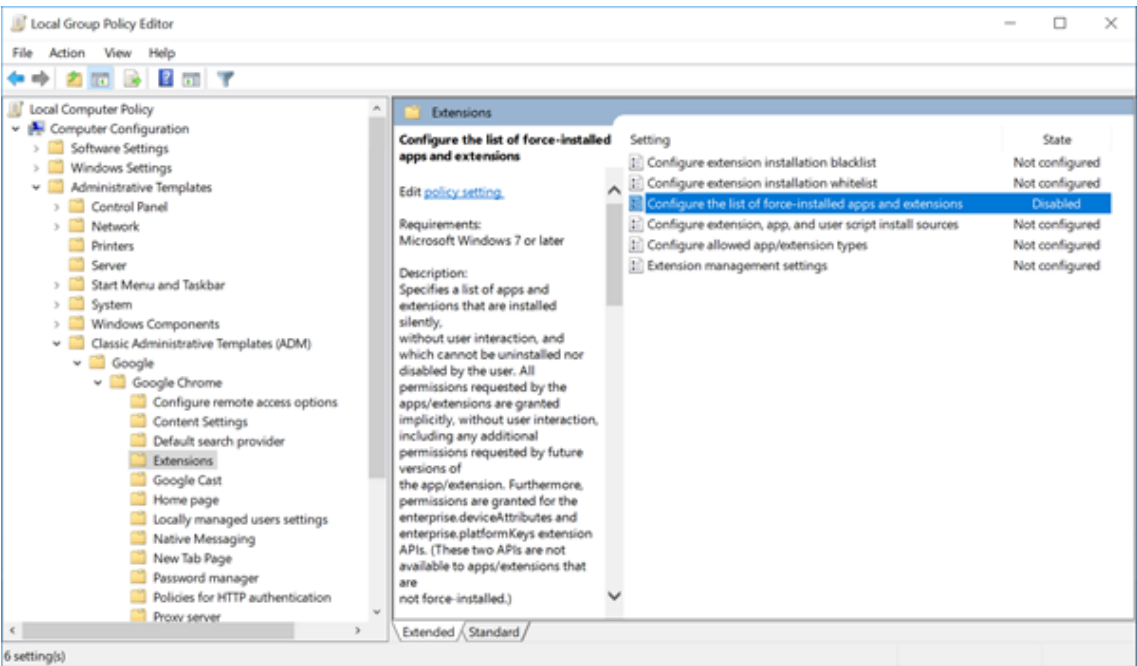 Local Group Policy Editor
File Action View Help
Local Computer Policy
Computer Configuration
Software Settings
Windows Settings
Administrative Templates
Control Panel
Network
Printers
Server
Start Menu and Taskbar
System
Windows Components
Classic Administrative Templates (ADM)
Google
Google Chrome
Configure remote access options
Content Settings
Default search provider
Extensions
Google Cast
Home page
Locally managed users settings
Native Messaging
New Tab Page
Password manager
Policies for HTTP authentication
Proxy server
Extensions
Configure the list of force-installed
apps and extensions
Edit policy setting
Requirements:
Microsoft Windows 7 or later
Description:
Specifies a list of apps and
extensions that are installed
silently,
without user interaction, and
which cannot be uninstalled nor
disabled by the user. All
permissions requested by the
apps/extensions are granted
implicitly, without user interaction,
including any additional
permissions requested by future
versions of
the app/extension. Furthermore,
permissions are granted for the
enterprise.deviceAttributes and
enterprise.platformKeys extension
APIs. (These two APIs are not
available to apps/extensions that
are
not force-installed.)
Setting State
Configure extension installation blacklist Not configured
Configure extension installation whitelist Not configured
Configure the list of force-installed apps and extensions Disabled
Configure extension, app, and user script install sources Not configured
Configure allowed app/extension types Not configured
Extension management settings Not configured
Extended Standard
6 setting(s)